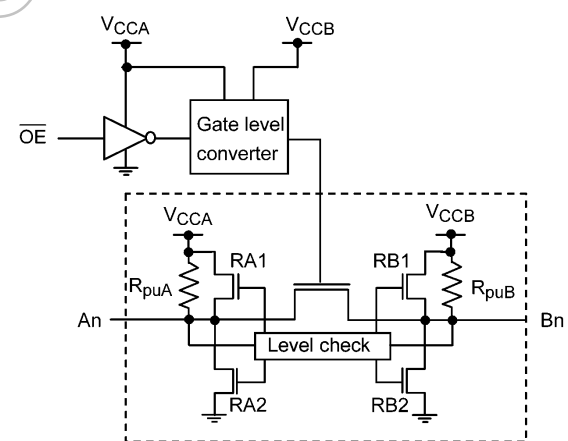 VCCA
VCCB
OE
Gate level
converter
VCCA
VCCB
RA1
RB1
RpuA
RpuB
An
Bn
Level check
RA2
RB2